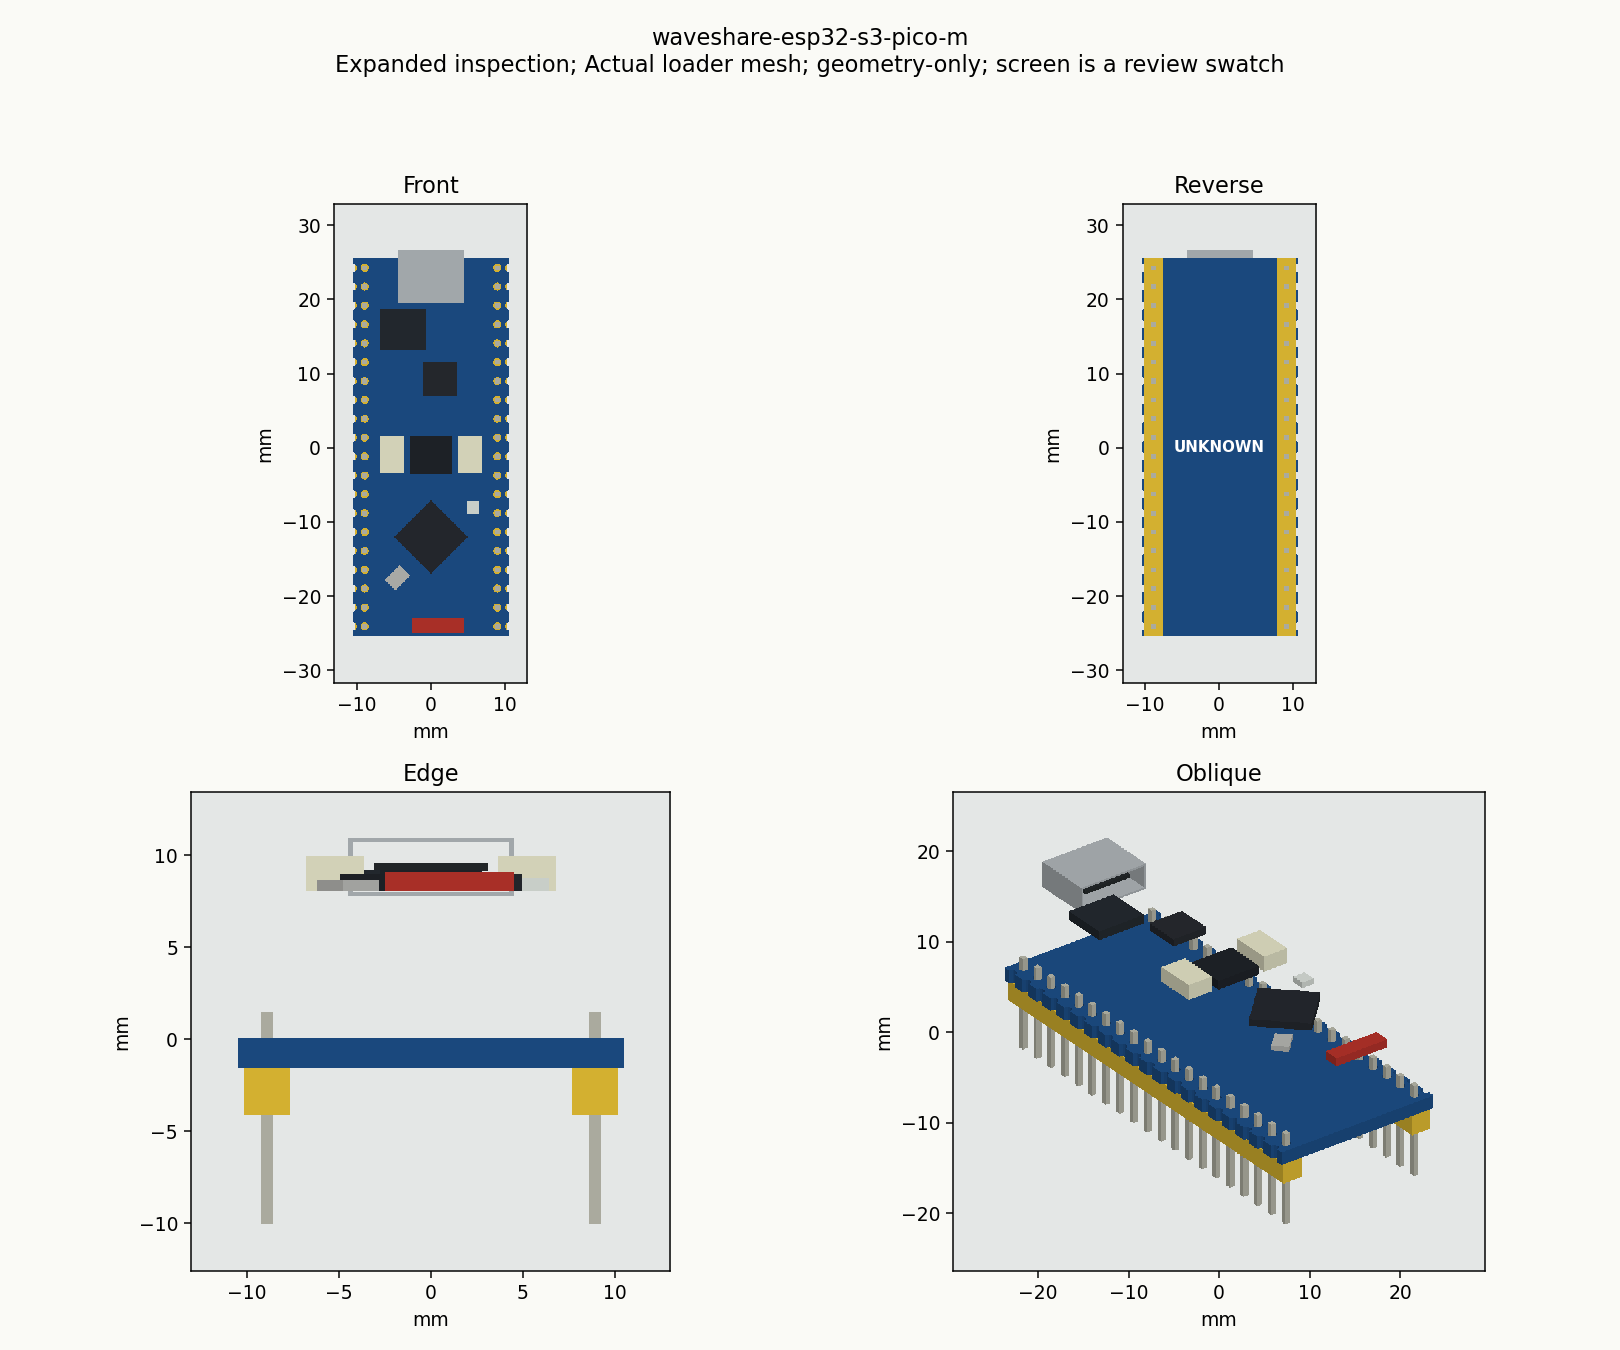 waveshare-esp32-s3-pico-m
Expanded inspection; Actual loader mesh; geometry-only; screen is a review swatch
Front
30
20
10
0
−10
−20
−30
mm
−10 0 10
mm
Reverse
30
20
10
0
−10
−20
−30
mm
UNKNOWN
−10 0 10
mm
Edge
10
5
0
−5
−10
mm
−10 −5 0 5 10
mm
Oblique
20
10
0
−10
−20
mm
−20 −10 0 10 20
mm